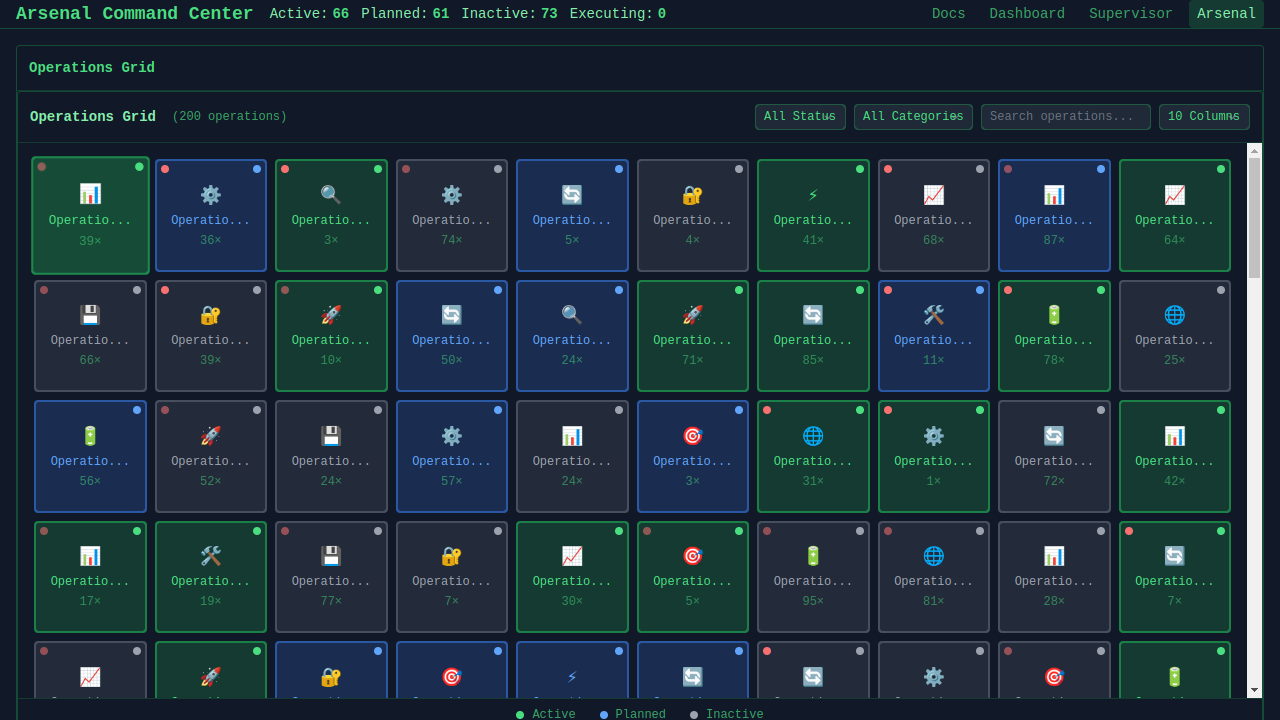 Arsenal Command Center Active: 66 Planned: 61 Inactive: 73 Executing: 0 Docs Dashboard Supervisor Arsenal
Operations Grid
Operations Grid (200 operations) All Status All Categories Search operations... 10 Columns
Operatio... Operatio... Operatio... Operatio... Operatio... Operatio... Operatio... Operatio... Operatio... Operatio...
39× 36× 3× 74× 5× 4× 41× 68× 87× 64×
Operatio... Operatio... Operatio... Operatio... Operatio... Operatio... Operatio... Operatio... Operatio... Operatio...
66× 39× 10× 50× 24× 71× 85× 11× 78× 25×
Operatio... Operatio... Operatio... Operatio... Operatio... Operatio... Operatio... Operatio... Operatio... Operatio...
56× 52× 24× 57× 24× 3× 31× 1× 72× 42×
Operatio... Operatio... Operatio... Operatio... Operatio... Operatio... Operatio... Operatio... Operatio... Operatio...
17× 19× 77× 7× 30× 5× 95× 81× 28× 7×
Active Planned Inactive